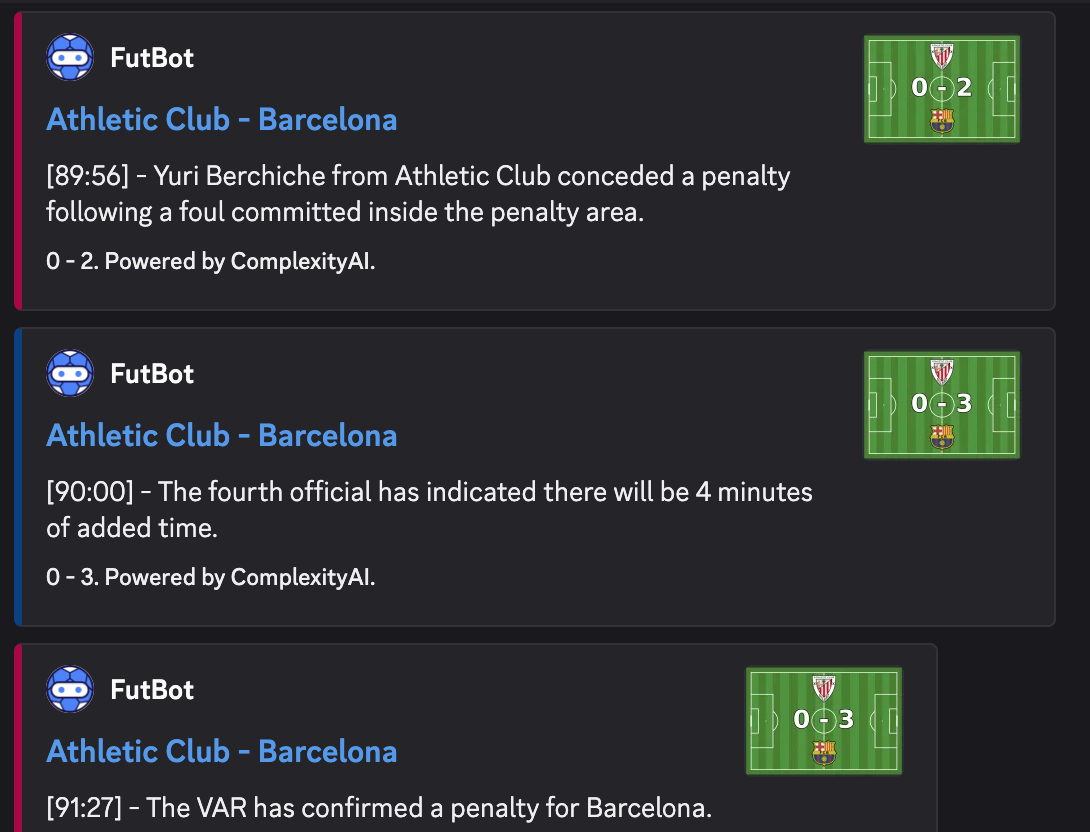 FutBot
0 - 2
Athletic Club - Barcelona
[89:56] - Yuri Berchiche from Athletic Club conceded a penalty
following a foul committed inside the penalty area.
0 - 2. Powered by ComplexityAI.
FutBot
0 - 3
Athletic Club - Barcelona
[90:00] - The fourth official has indicated there will be 4 minutes
of added time.
0 - 3. Powered by ComplexityAI.
FutBot
0 - 3
Athletic Club - Barcelona
[91:27] - The VAR has confirmed a penalty for Barcelona.